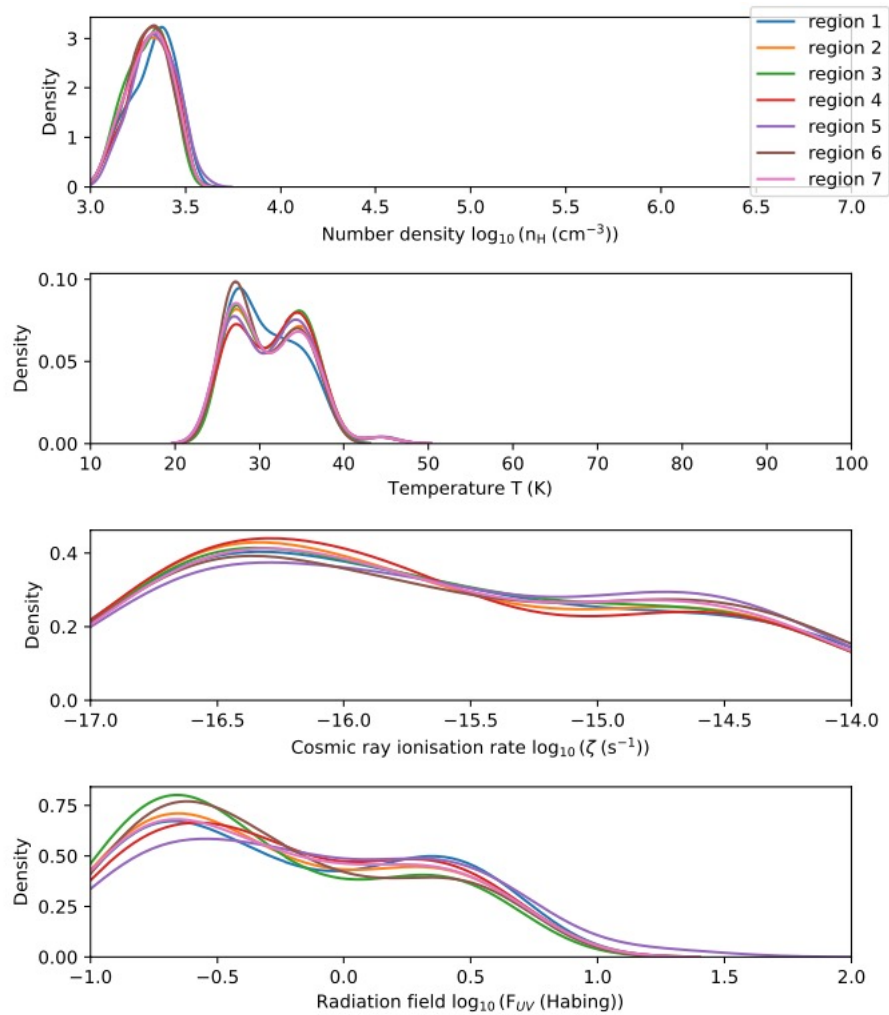 region 1
region 2
region 3
region 4
region 5
region 6
region 7
3
2
1
0
Density
3.0 3.5 4.0 4.5 5.0 5.5 6.0 6.5 7.0
Number density log₁₀ (n_H (cm⁻³))
0.10
0.05
0.00
Density
10 20 30 40 50 60 70 80 90 100
Temperature T (K)
0.4
0.2
0.0
Density
−17.0 −16.5 −16.0 −15.5 −15.0 −14.5 −14.0
Cosmic ray ionisation rate log₁₀ (ζ (s⁻¹))
0.75
0.50
0.25
0.00
Density
−1.0 −0.5 0.0 0.5 1.0 1.5 2.0
Radiation field log₁₀ (F_UV (Habing))